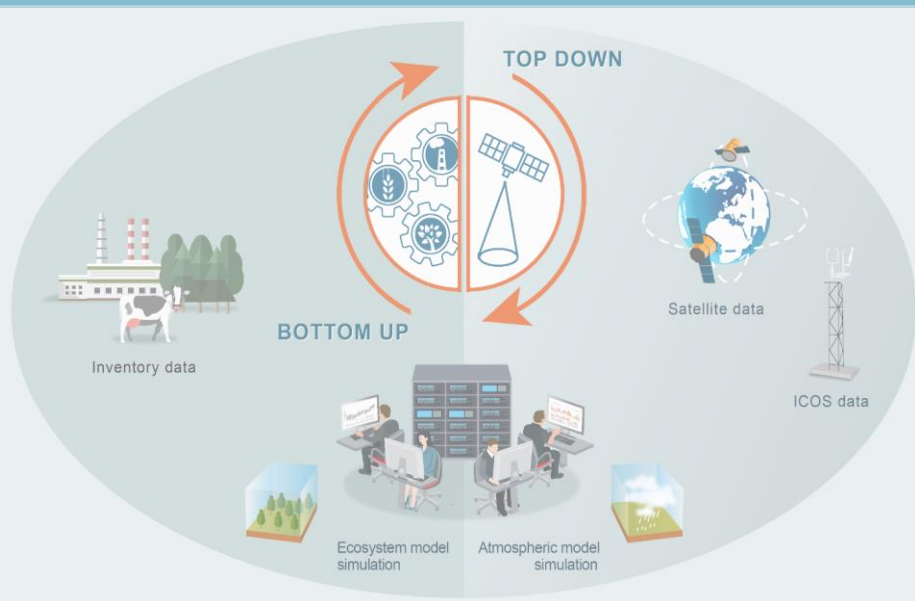 TOP DOWN
Satellite data
BOTTOM UP
Inventory data
ICOS data
Ecosystem model
simulation
Atmospheric model
simulation